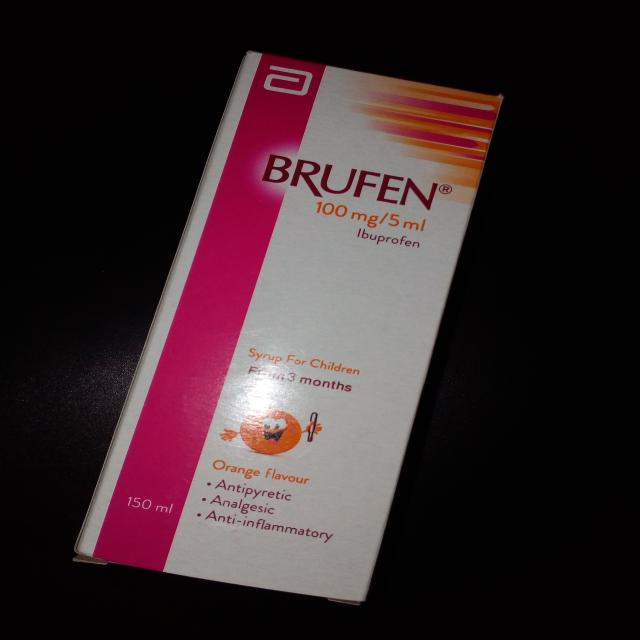 BRUFEN®
100 mg/5 ml
Ibuprofen
Syrup For Children
From 3 months
Orange flavour
• Antipyretic
• Analgesic
• Anti-inflammatory
150 ml